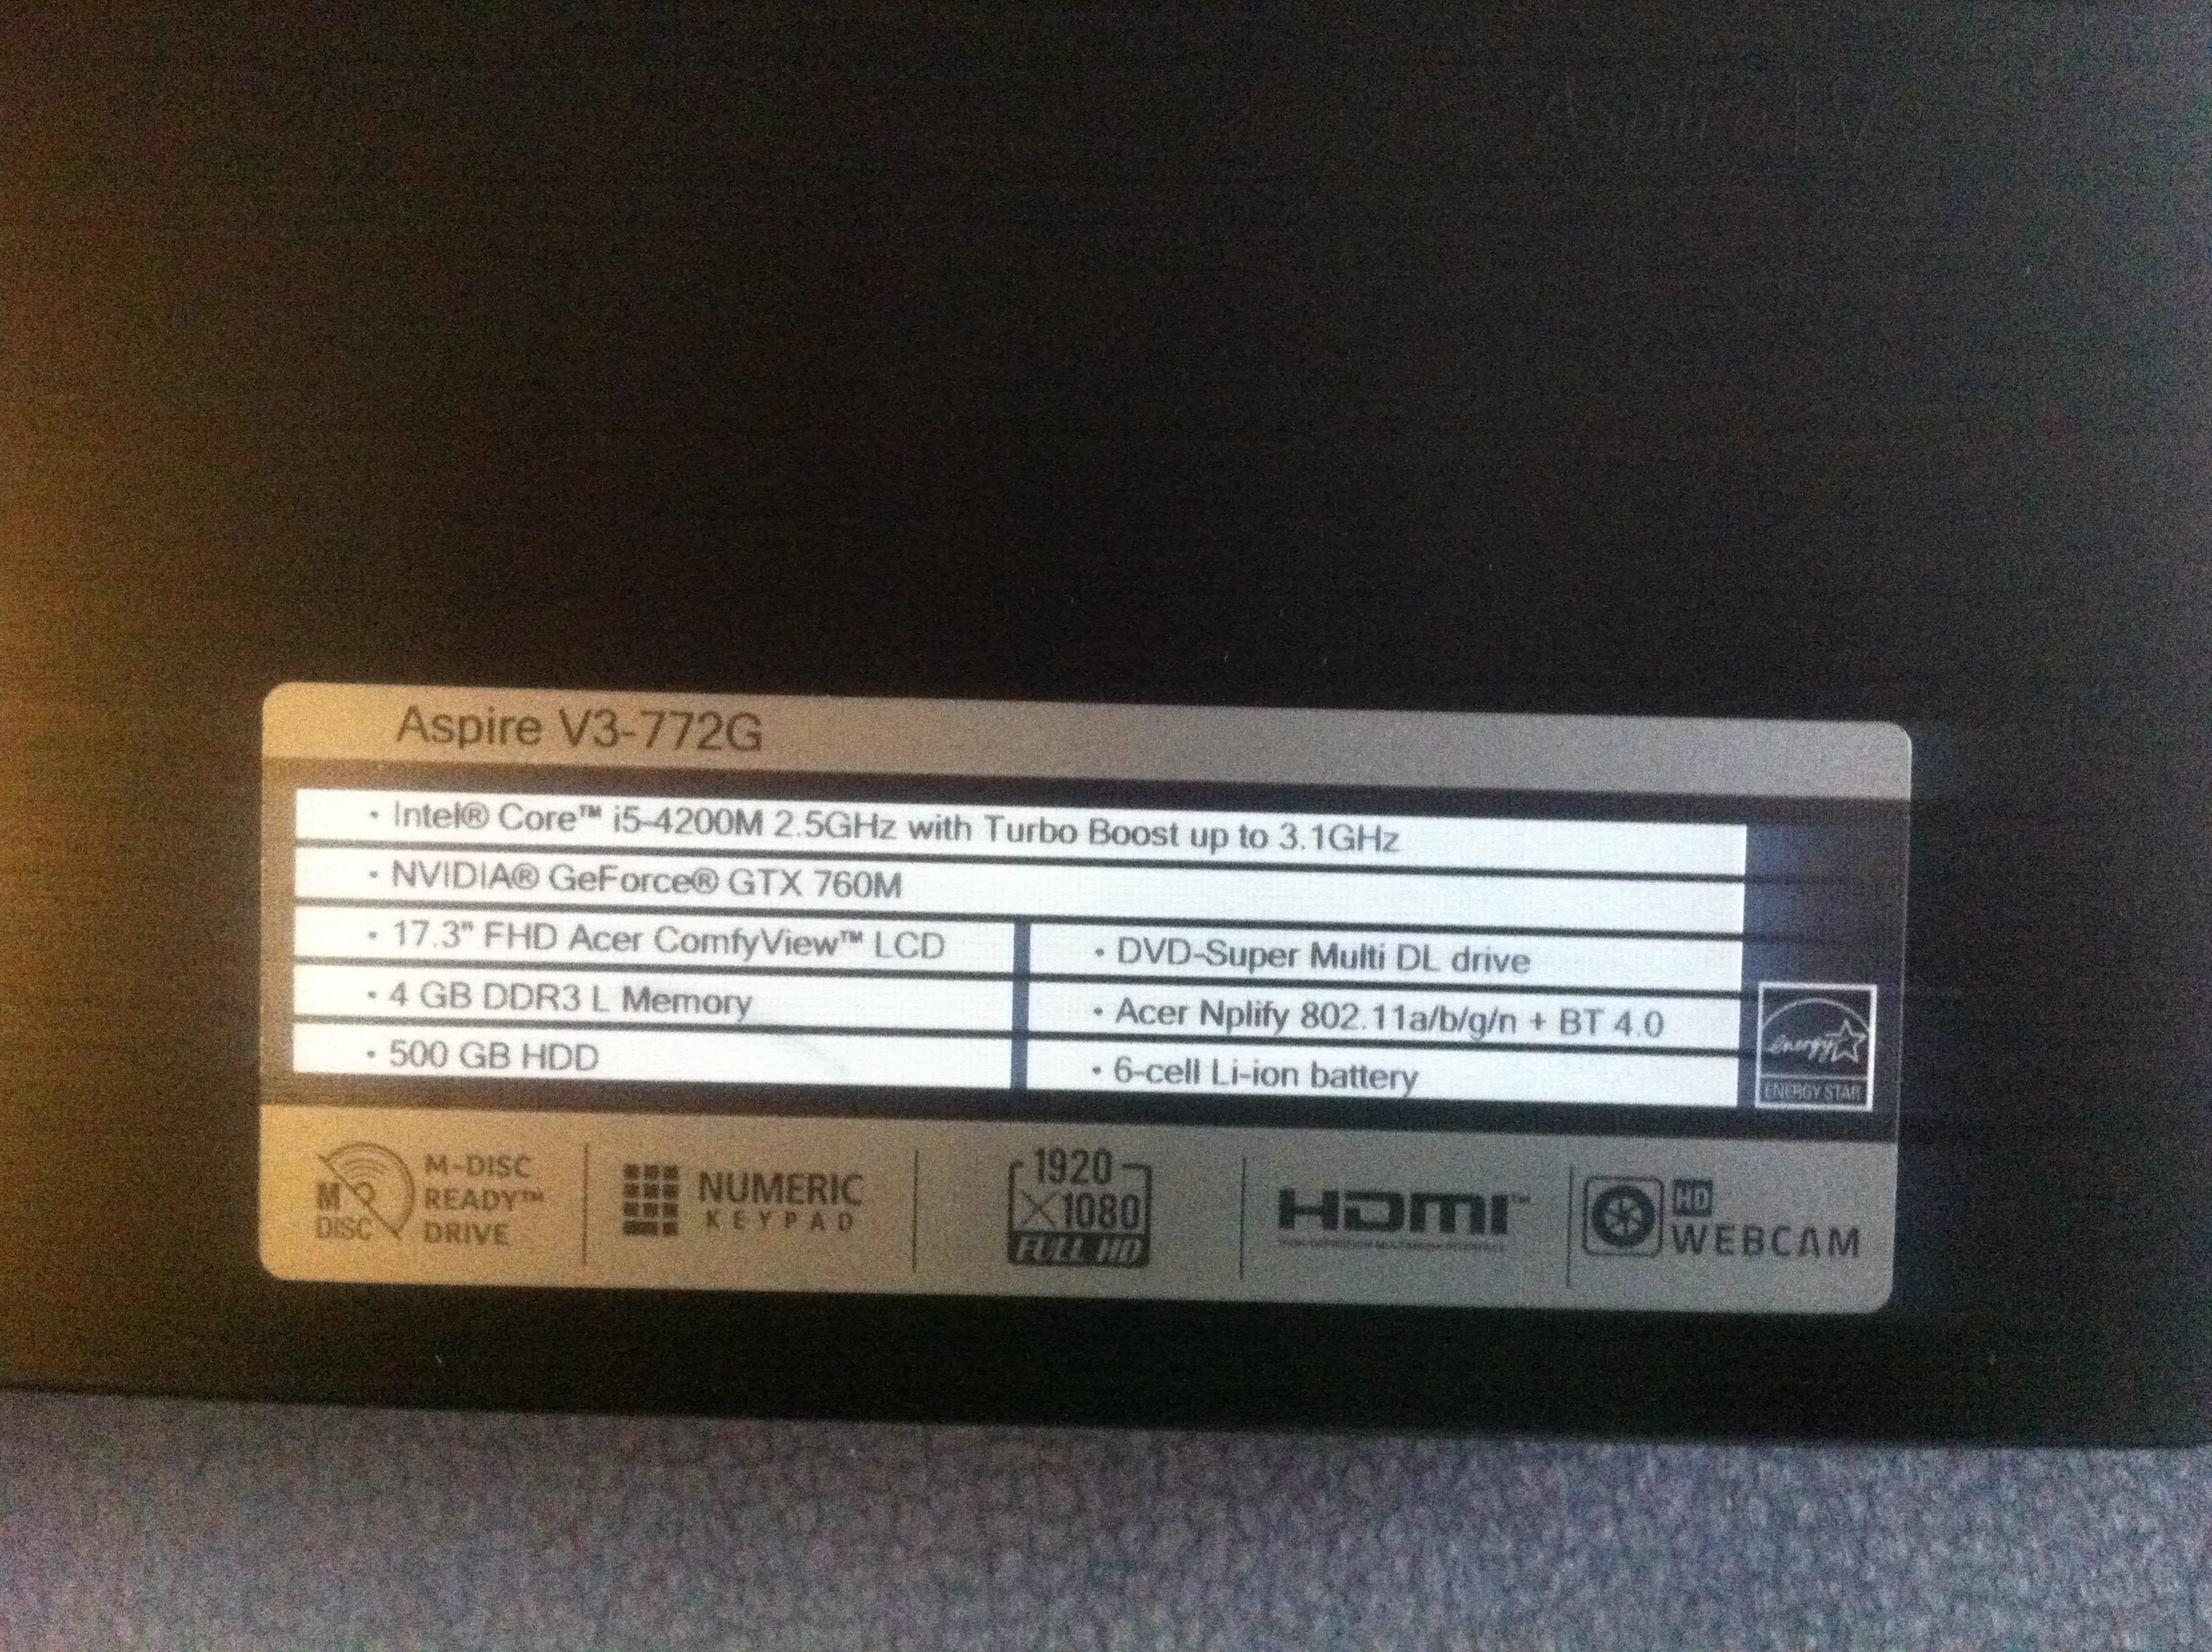 Aspire V3-772G
• Intel® Core™ i5-4200M 2.5GHz with Turbo Boost up to 3.1GHz
• NVIDIA® GeForce® GTX 760M
• 17.3" FHD Acer ComfyView™ LCD
• 4 GB DDR3 L Memory
• 500 GB HDD
• DVD-Super Multi DL drive
• Acer Nplify 802.11a/b/g/n + BT 4.0
• 6-cell Li-ion battery
energy
ENERGY STAR
M
DISC
M-DISC
READY™
DRIVE
NUMERIC
KEYPAD
1920
X1080
FULL HD
HDMI™
HD
WEBCAM